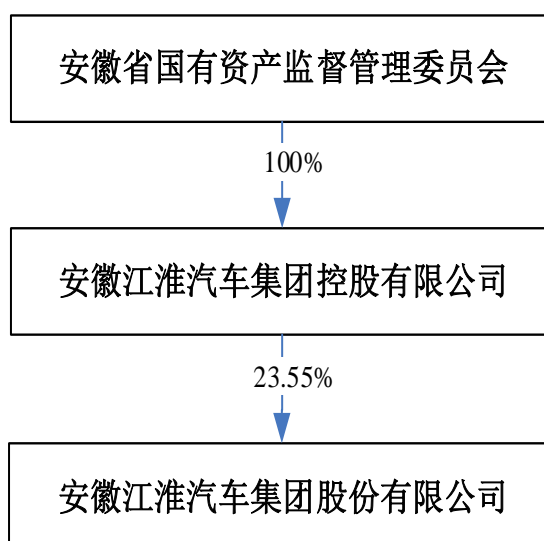 安徽省国有资产监督管理委员会
100%
安徽江淮汽车集团控股有限公司
23.55%
安徽江淮汽车集团股份有限公司